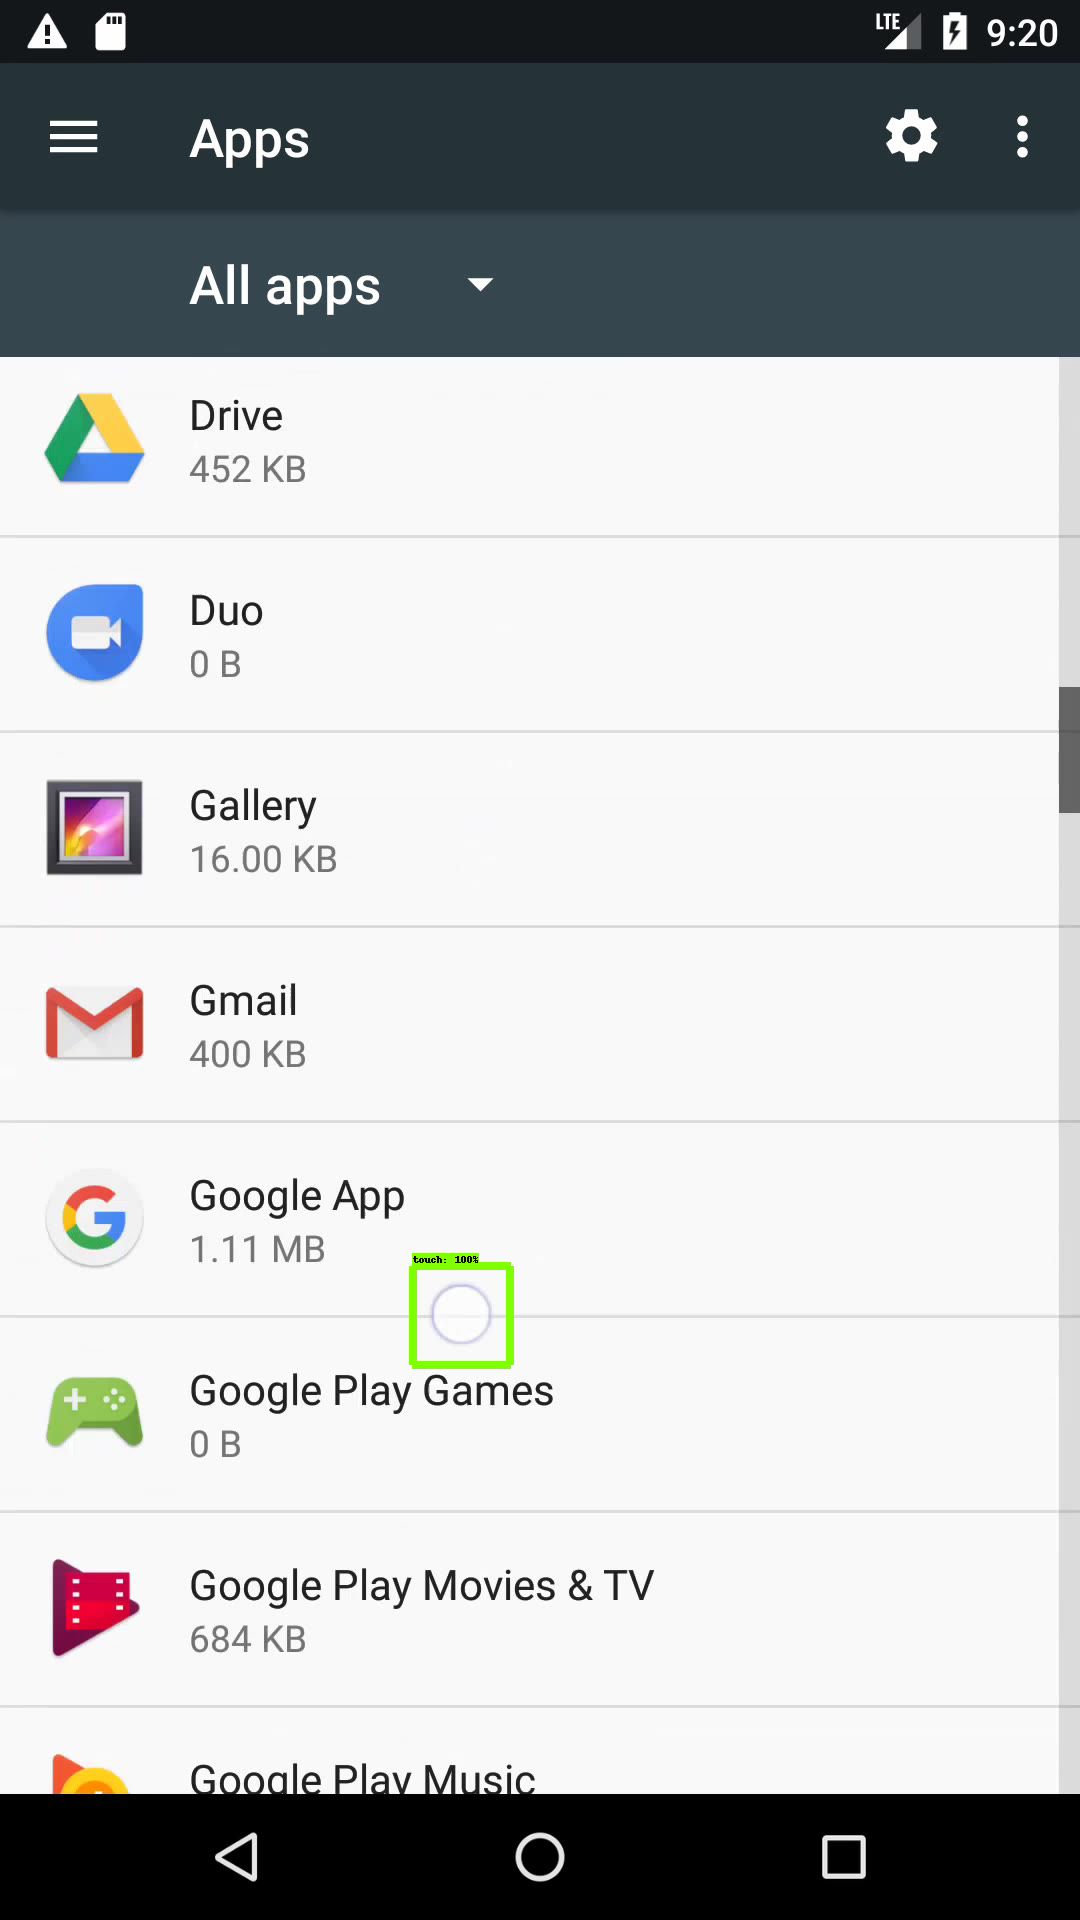 LTE 9:20
Apps
All apps
Drive
452 KB
Duo
0 B
Gallery
16.00 KB
Gmail
400 KB
Google App
1.11 MB
touch: 100%
Google Play Games
0 B
Google Play Movies & TV
684 KB
Google Play Music